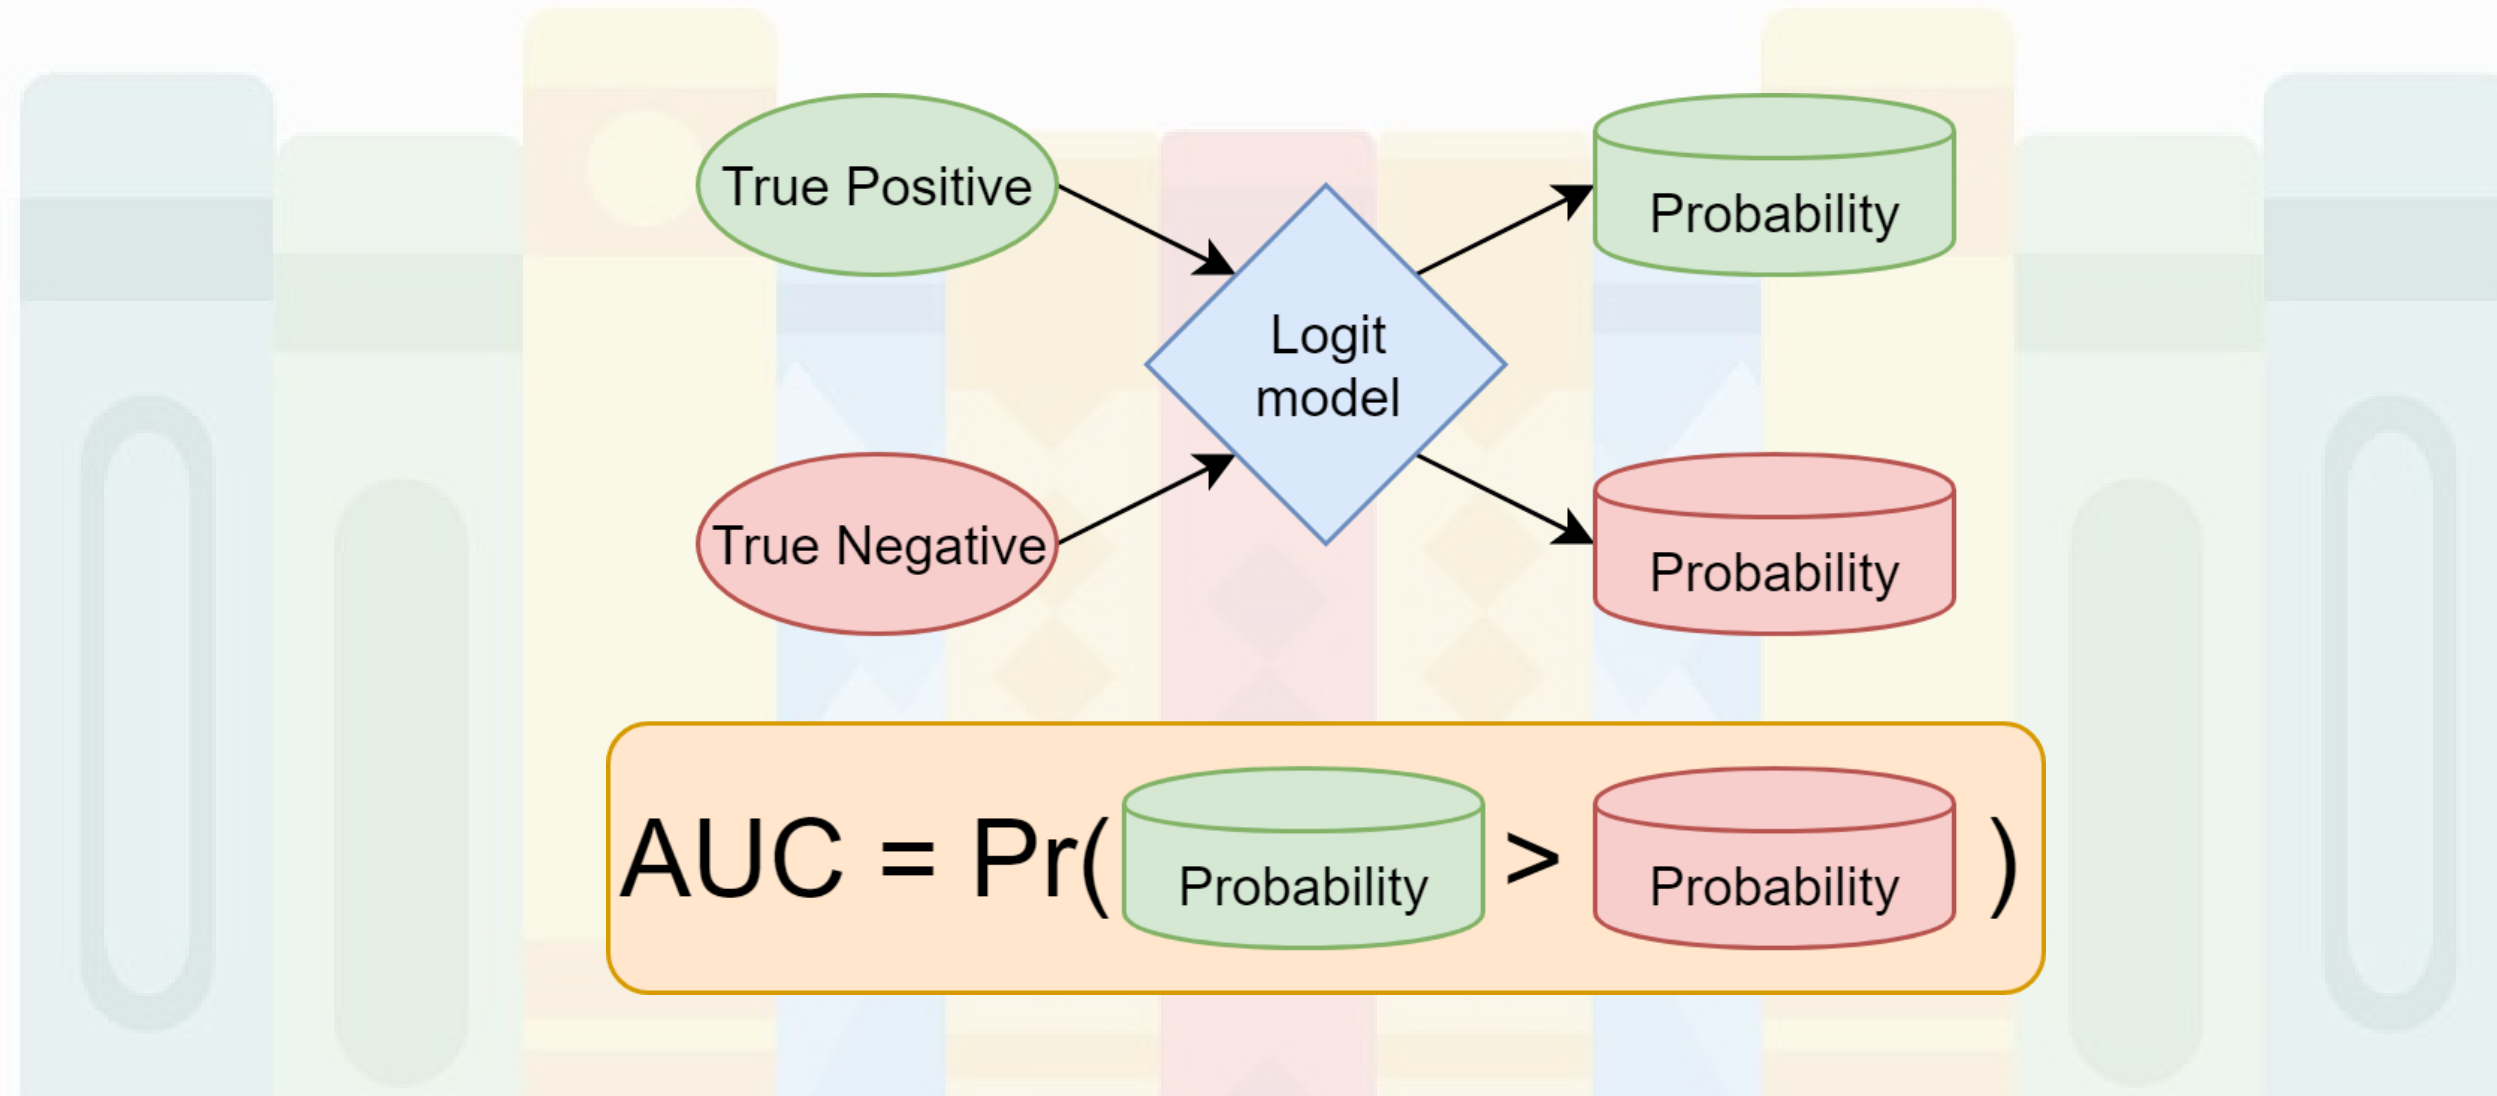 True Positive
Probability
Logit
model
True Negative
Probability
AUC = Pr( Probability > Probability )